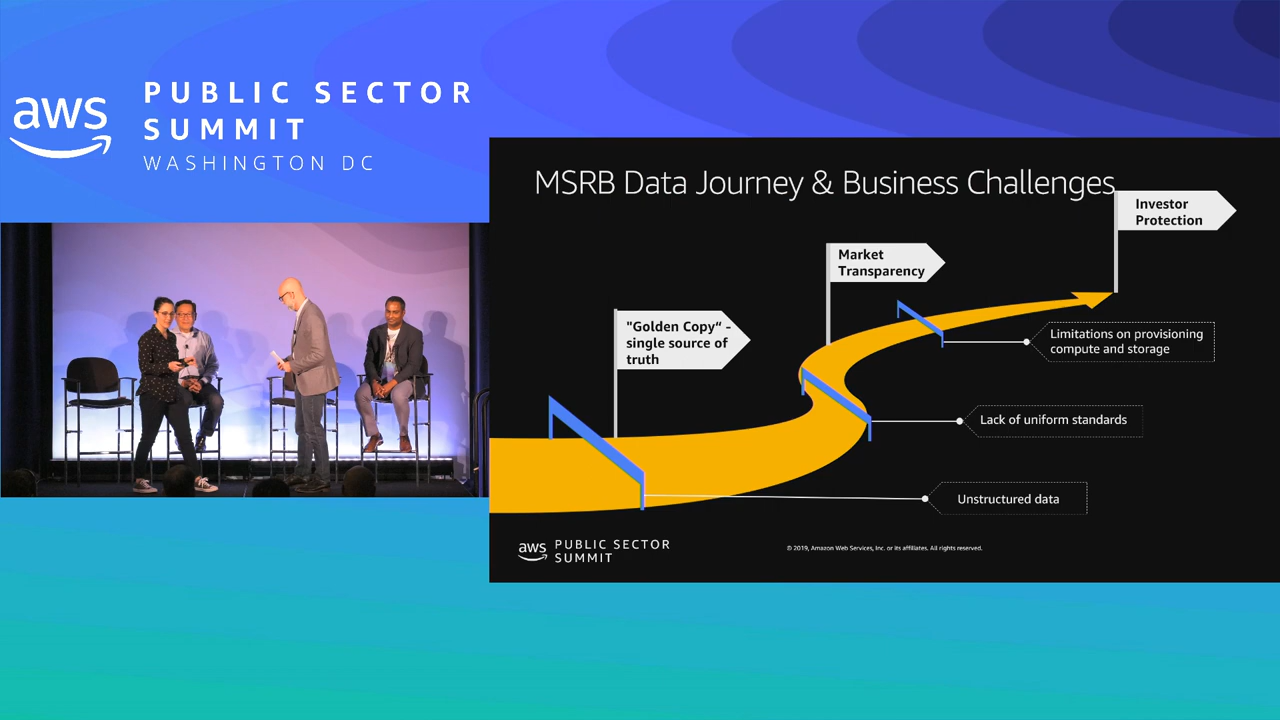 aws
PUBLIC SECTOR
SUMMIT
WASHINGTON DC
MSRB Data Journey & Business Challenges
Investor
Protection
Market
Transparency
"Golden Copy“ -
single source of
truth
Limitations on provisioning
compute and storage
Lack of uniform standards
Unstructured data
aws
PUBLIC SECTOR
SUMMIT
© 2019, Amazon Web Services, Inc. or its affiliates. All rights reserved.